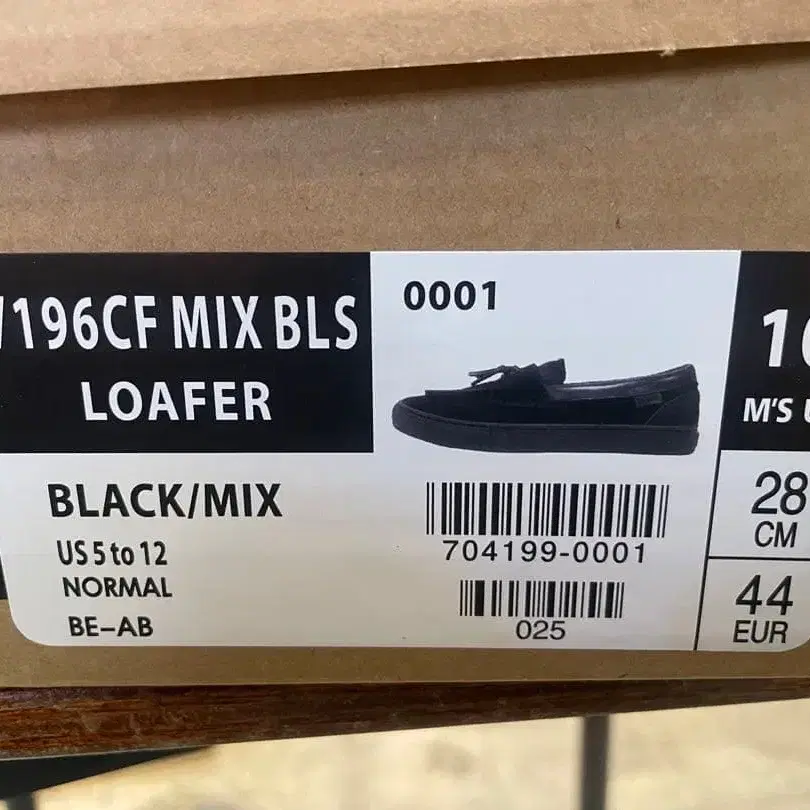 /196CF MIX BLS
LOAFER
BLACK/MIX
US 5 to 12
NORMAL
BE-AB
0001
704199-0001
025
M'S
28
CM
44
EUR